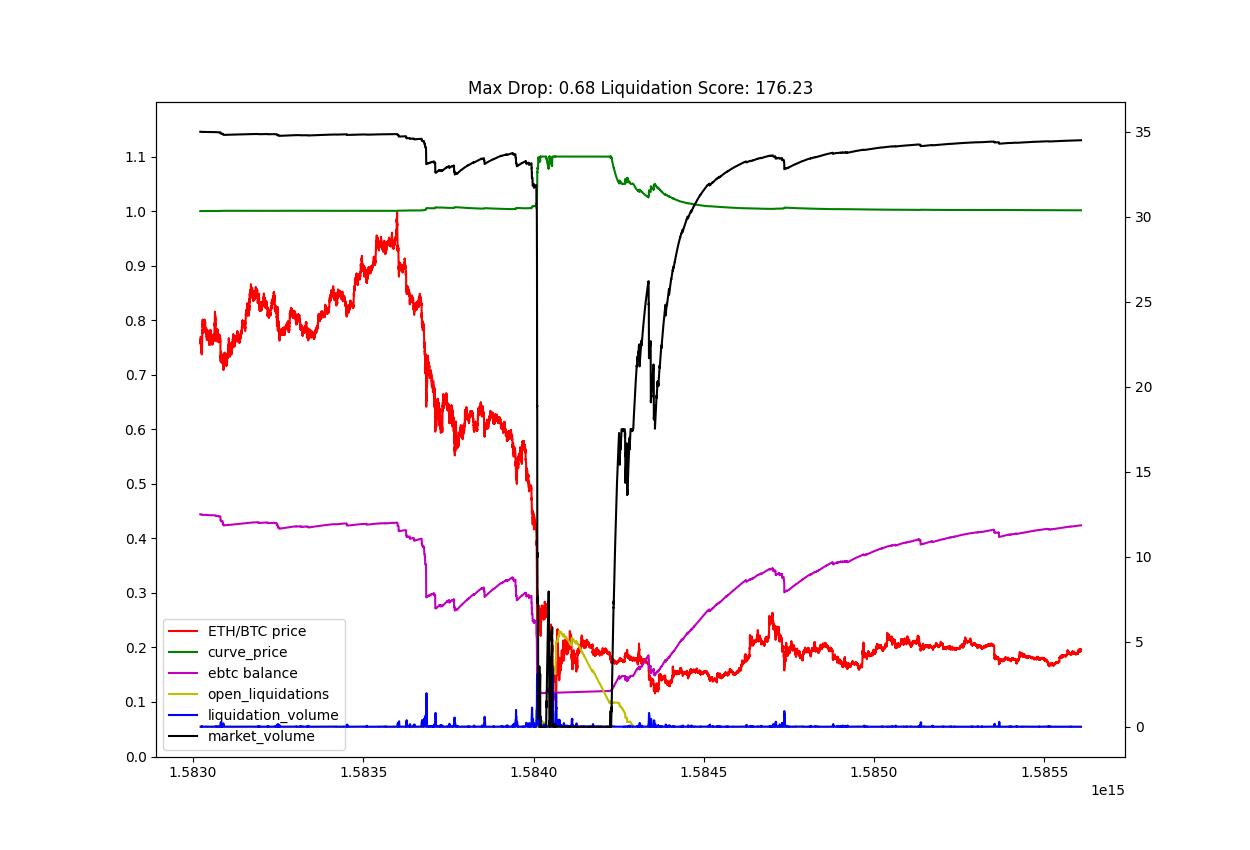 Max Drop: 0.68 Liquidation Score: 176.23
1.1
1.0
0.9
0.8
0.7
0.6
0.5
0.4
0.3
0.2
0.1
0.0
35
30
25
20
15
10
5
0
ETH/BTC price
curve_price
ebtc balance
open_liquidations
liquidation_volume
market_volume
1.5830 1.5835 1.5840 1.5845 1.5850 1.5855
1e15